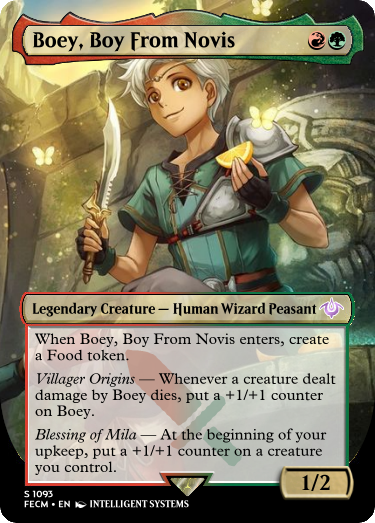 Boey, Boy From Novis
Legendary Creature — Human Wizard Peasant
When Boey, Boy From Novis enters, create
a Food token.
Villager Origins — Whenever a creature dealt
damage by Boey dies, put a +1/+1 counter
on Boey.
Blessing of Mila — At the beginning of your
upkeep, put a +1/+1 counter on a creature
you control.
1/2
S 1093
FECM • EN INTELLIGENT SYSTEMS